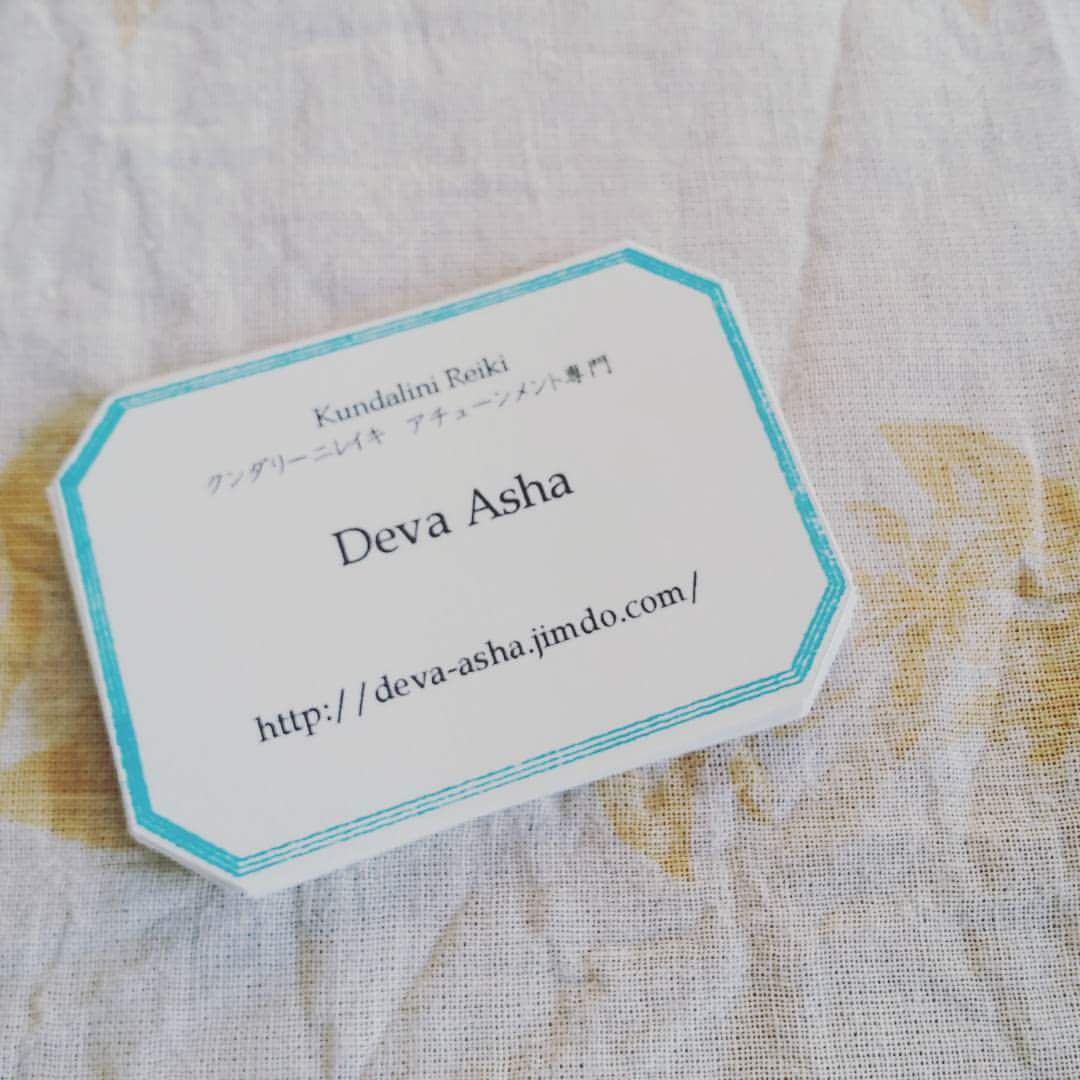 Kundalini Reiki
クンダリーニレイキ　アチューンメント専門
Deva Asha
http://deva-asha.jimdo.com/